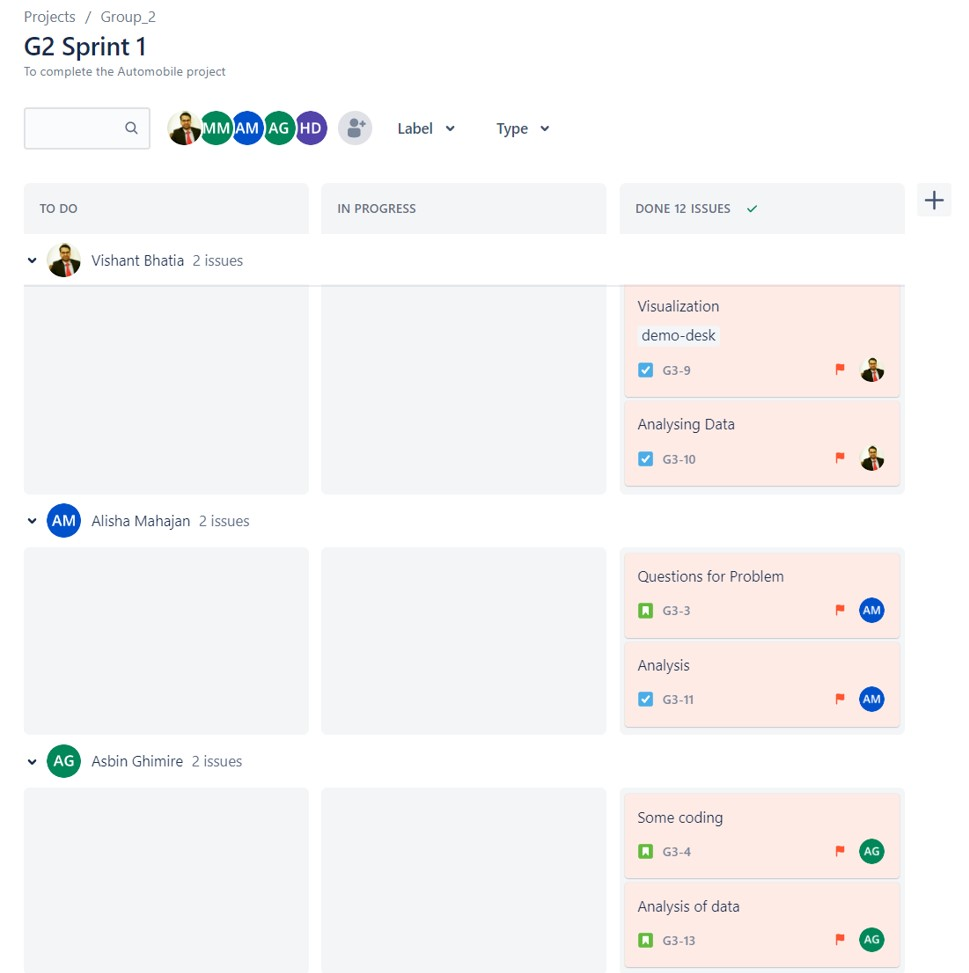 Projects / Group_2
G2 Sprint 1
To complete the Automobile project
MM AM AG HD Label Type
TO DO IN PROGRESS DONE 12 ISSUES
Vishant Bhatia 2 issues
Visualization
demo-desk
G3-9
Analysing Data
G3-10
AM Alisha Mahajan 2 issues
Questions for Problem
G3-3 AM
Analysis
G3-11 AM
AG Asbin Ghimire 2 issues
Some coding
G3-4 AG
Analysis of data
G3-13 AG